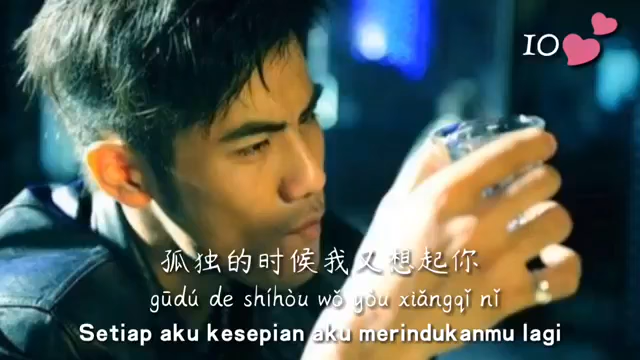 IO
孤独的时候我又想起你
gūdú de shíhòu wǒ yòu xiǎngqǐ nǐ
Setiap aku kesepian aku merindukanmu lagi